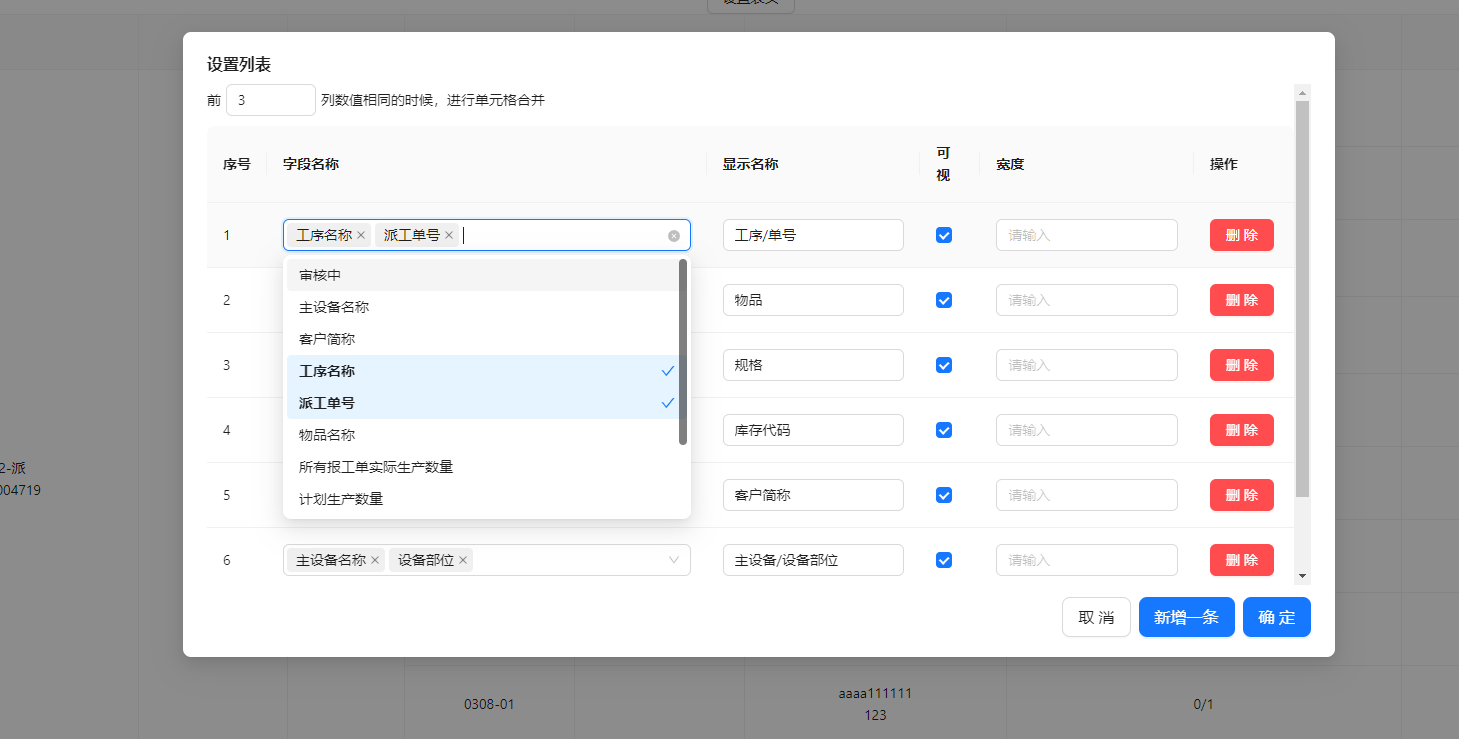 设置列表
前 3 列数值相同的时候，进行单元格合并
序号 字段名称 显示名称 可视 宽度 操作
1 工序名称 × 派工单号 × 工序/单号 请输入 删 除
审核中
主设备名称
2 物品 请输入 删 除
客户简称
工序名称
3 规格 请输入 删 除
派工单号
物品名称
4 库存代码 请输入 删 除
所有报工单实际生产数量
计划生产数量
5 客户简称 请输入 删 除
6 主设备名称 × 设备部位 × 主设备/设备部位 请输入 删 除
取 消 新增一条 确 定
2-派
004719
0308-01
aaaa111111
123
0/1